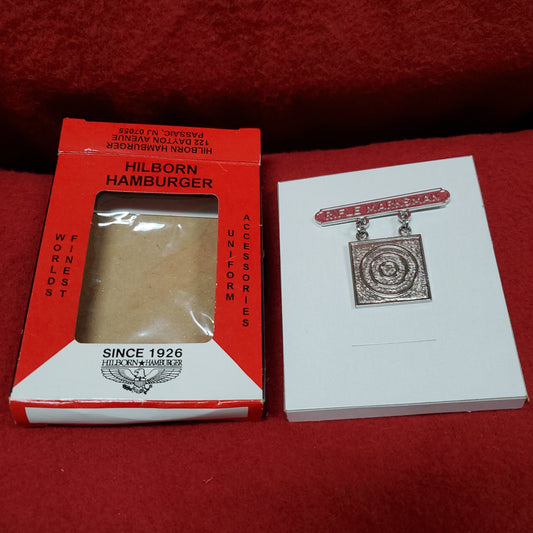 HILBORN HAMBURGER
122 DAYTON AVENUE
PASSAIC, NJ 07055
HILBORN
HAMBURGER
WORLDS
FINEST
UNIFORM
ACCESSORIES
SINCE 1926
HILBORN★HAMBURGER
RIFLE MARKSMAN